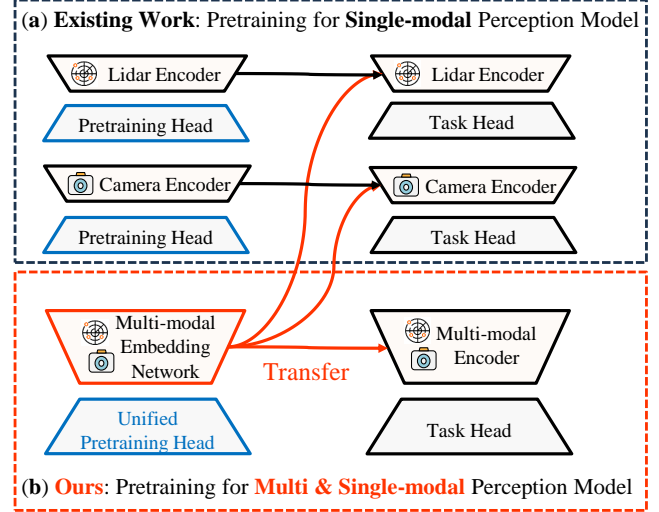 (a) Existing Work: Pretraining for Single-modal Perception Model
Lidar Encoder
Lidar Encoder
Pretraining Head
Task Head
Camera Encoder
Camera Encoder
Pretraining Head
Task Head
Multi-modal
Embedding
Network
Multi-modal
Encoder
Transfer
Unified
Pretraining Head
Task Head
(b) Ours: Pretraining for Multi & Single-modal Perception Model